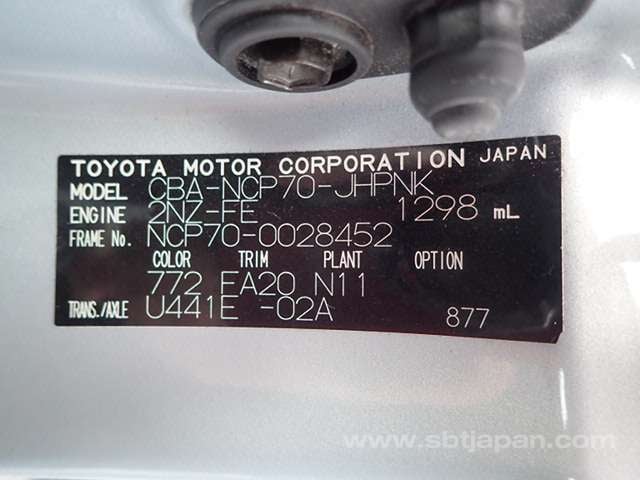 TOYOTA MOTOR CORPORATION JAPAN
MODEL CBA-NCP70-JHPNK
ENGINE 2NZ-FE 1298 mL
FRAME No. NCP70-0028452
COLOR TRIM PLANT OPTION
772 EA20 N11
TRANS./AXLE U441E -02A 877
www.sbtjapan.com